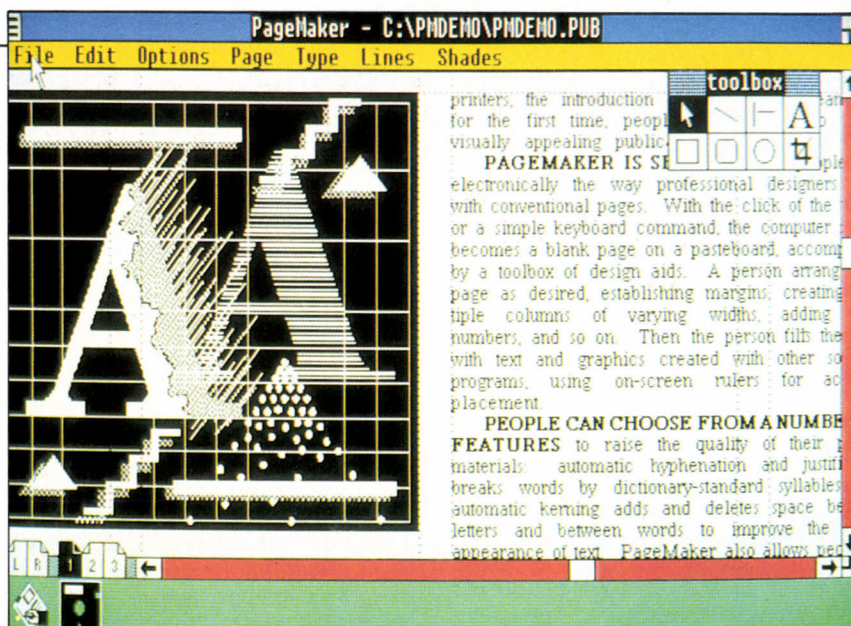 PageMaker - C:\PMDEMO\PMDEMO.PUB
File Edit Options Page Type Lines Shades
toolbox
A
printers, the introduction
for the first time, peopl
visually appealing public
PAGEMAKER IS SE
electronically the way professional designers
with conventional pages. With the click of the
or a simple keyboard command, the computer
becomes a blank page on a pasteboard, accomp
by a toolbox of design aids. A person arrang
page as desired, establishing margins, creating
tiple columns of varying widths, adding
numbers, and so on. Then the person fills the
with text and graphics created with other so
programs, using on-screen rulers for ac
placement.
PEOPLE CAN CHOOSE FROM A NUMBE
FEATURES to raise the quality of their p
materials: automatic hyphenation and justifi
breaks words by dictionary-standard syllables
automatic kerning adds and deletes space be
letters and between words to improve the
appearance of text. PageMaker also allows peo
A A
L R 1 2 3